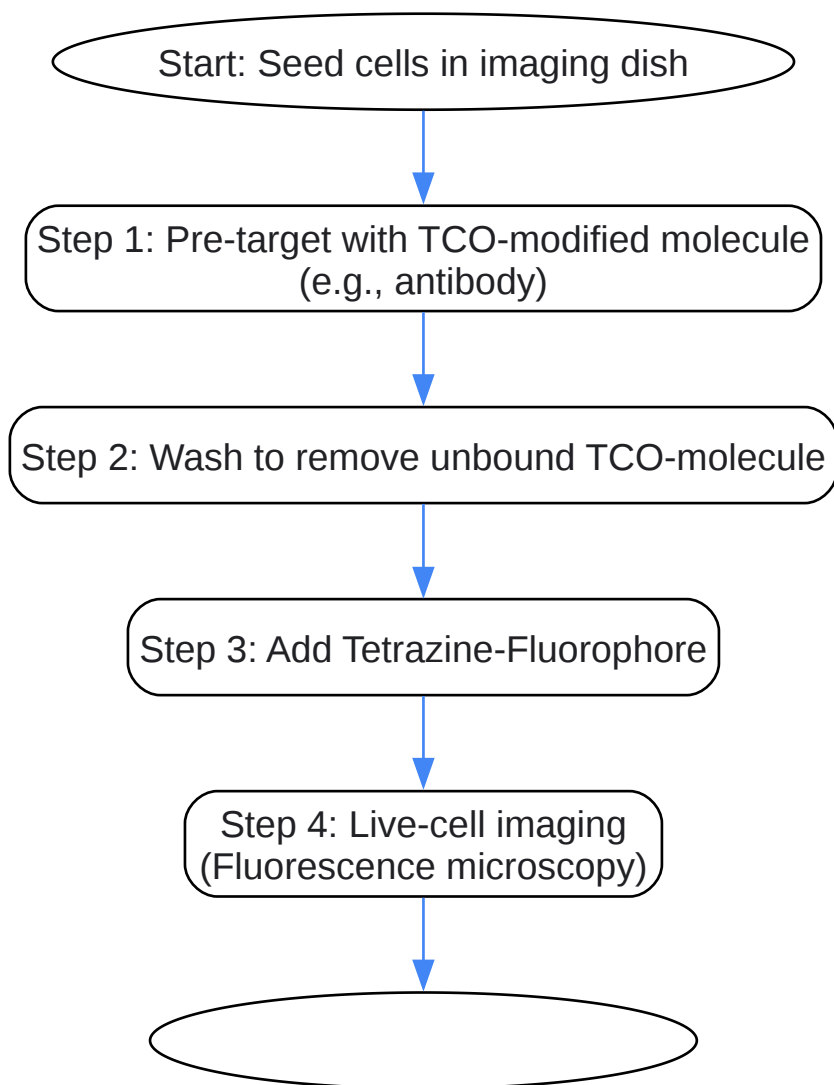 Start: Seed cells in imaging dish
Step 1: Pre-target with TCO-modified molecule
(e.g., antibody)
Step 2: Wash to remove unbound TCO-molecule
Step 3: Add Tetrazine-Fluorophore
Step 4: Live-cell imaging
(Fluorescence microscopy)